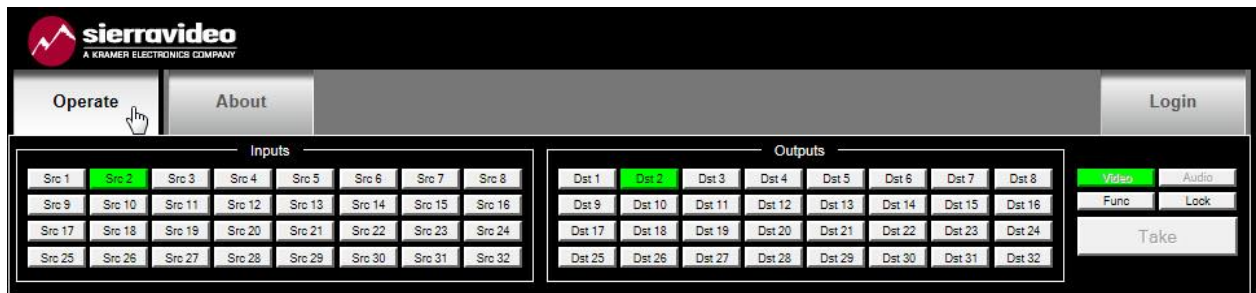 sierravideo
A KRAMER ELECTRONICS COMPANY
Operate About Login
Inputs Outputs
Src 1 Src 2 Src 3 Src 4 Src 5 Src 6 Src 7 Src 8 Dst 1 Dst 2 Dst 3 Dst 4 Dst 5 Dst 6 Dst 7 Dst 8 Video Audio
Src 9 Src 10 Src 11 Src 12 Src 13 Src 14 Src 15 Src 16 Dst 9 Dst 10 Dst 11 Dst 12 Dst 13 Dst 14 Dst 15 Dst 16 Func Lock
Src 17 Src 18 Src 19 Src 20 Src 21 Src 22 Src 23 Src 24 Dst 17 Dst 18 Dst 19 Dst 20 Dst 21 Dst 22 Dst 23 Dst 24 Take
Src 25 Src 26 Src 27 Src 28 Src 29 Src 30 Src 31 Src 32 Dst 25 Dst 26 Dst 27 Dst 28 Dst 29 Dst 30 Dst 31 Dst 32